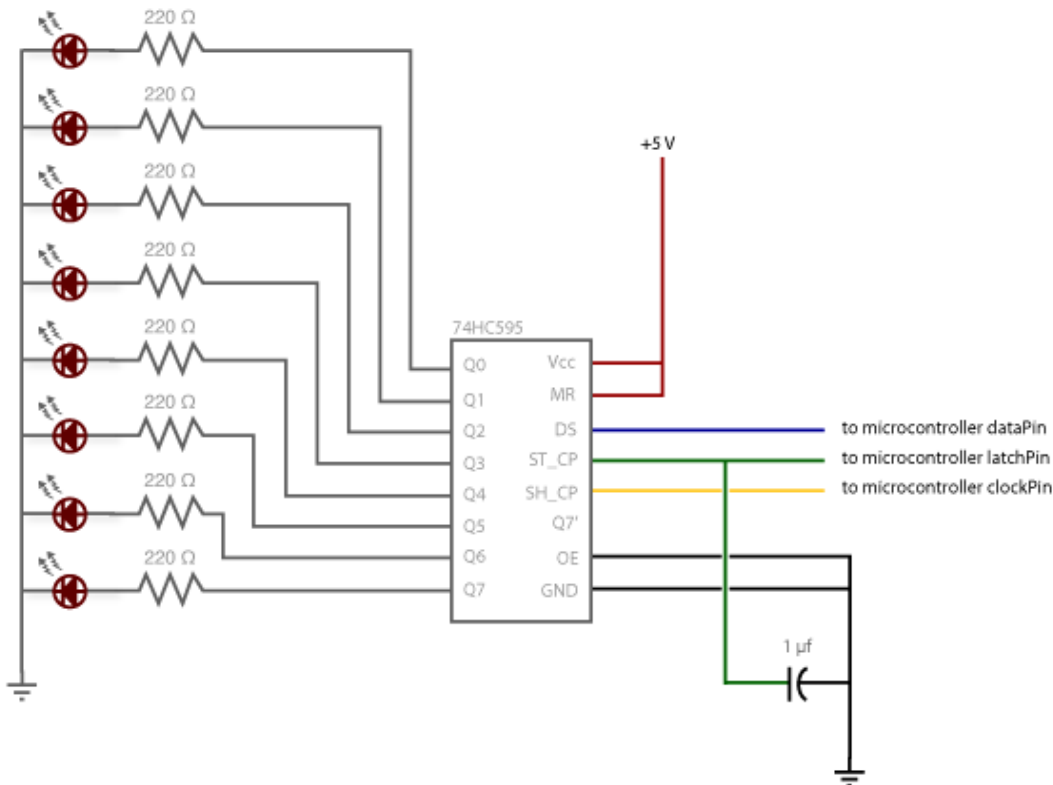 220 Ω
220 Ω
220 Ω
220 Ω
220 Ω
220 Ω
220 Ω
220 Ω
+5 V
74HC595
Q0
Q1
Q2
Q3
Q4
Q5
Q6
Q7
Vcc
MR
DS
ST_CP
SH_CP
Q7'
OE
GND
to microcontroller dataPin
to microcontroller latchPin
to microcontroller clockPin
1 µf